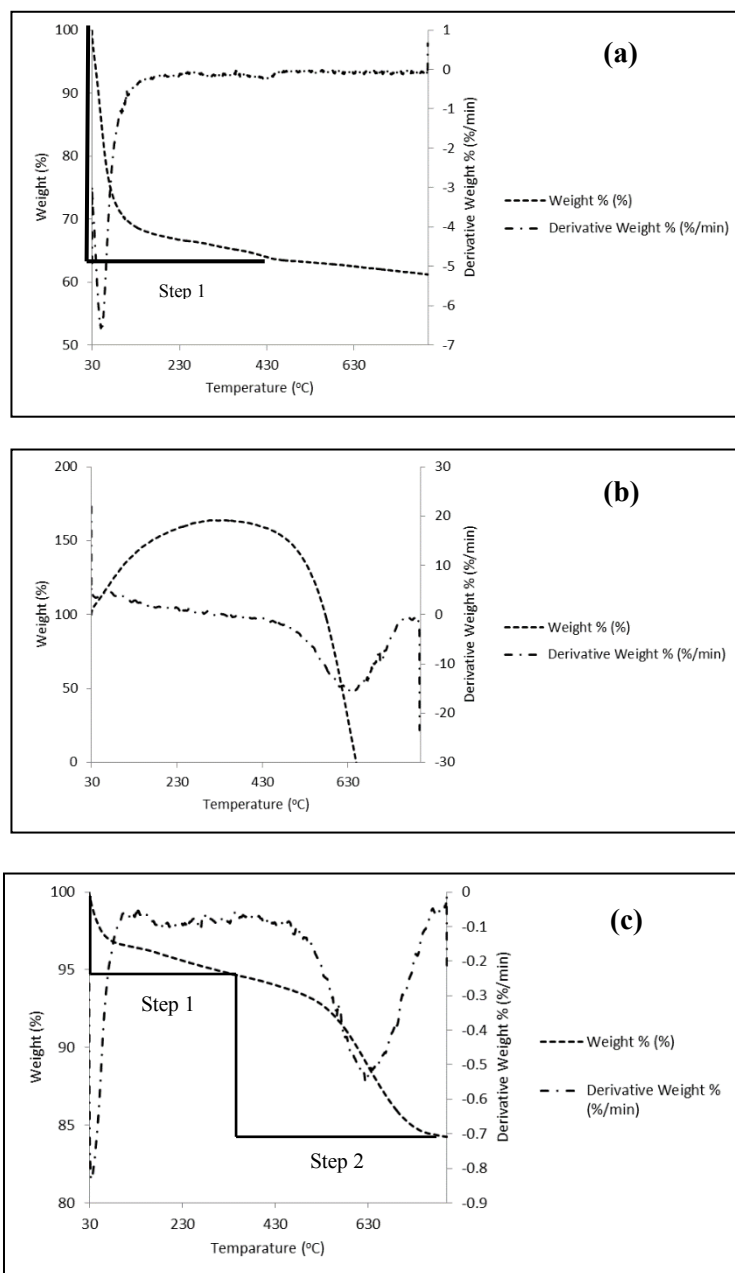 (a)
100
90
80
70
60
50
Weight (%)
1
0
-1
-2
-3
-4
-5
-6
-7
Derivative Weight % (%/min)
30 230 430 630
Temperature (°C)
Step 1
Weight % (%)
Derivative Weight % (%/min)
(b)
200
150
100
50
0
Weight (%)
30
20
10
0
-10
-20
-30
Derivative Weight % (%/min)
30 230 430 630
Temperature (°C)
Weight % (%)
Derivative Weight % (%/min)
(c)
100
95
90
85
80
Weight (%)
0
-0.1
-0.2
-0.3
-0.4
-0.5
-0.6
-0.7
-0.8
-0.9
Derivative Weight % (%/min)
30 230 430 630
Temparature (°C)
Step 1
Step 2
Weight % (%)
Derivative Weight %
(%/min)